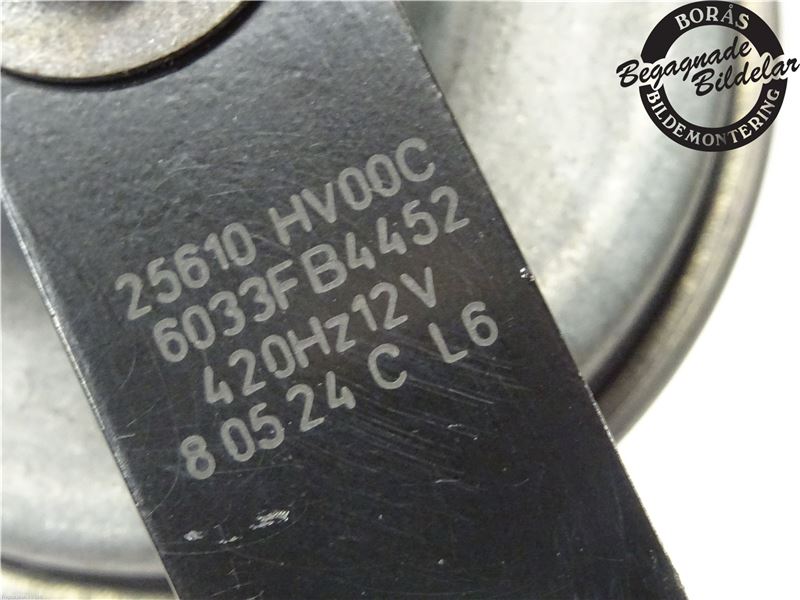 BORÅS
Begagnade
Bildelar
BILDEMONTERING
25610 HV00C
6033FB4452
420Hz12V
8 05 24 C L6